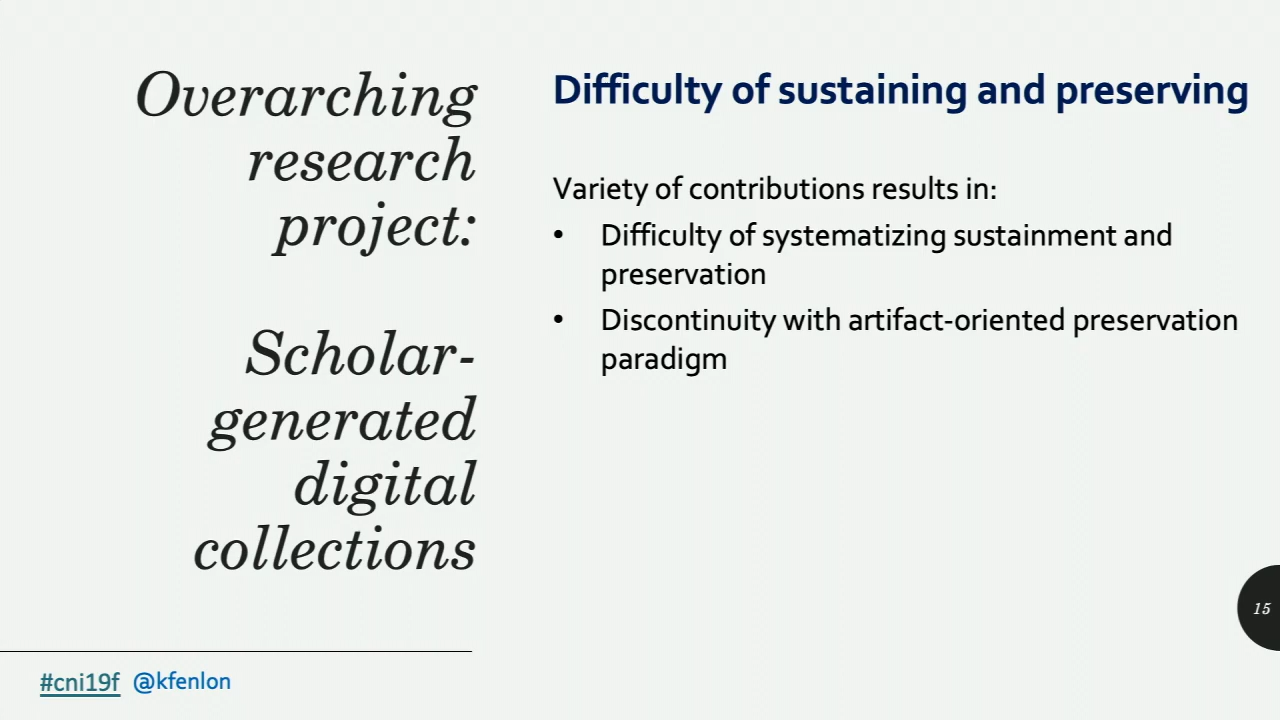 Overarching
research
project:
Scholar-
generated
digital
collections
Difficulty of sustaining and preserving
Variety of contributions results in:
• Difficulty of systematizing sustainment and
preservation
• Discontinuity with artifact-oriented preservation
paradigm
15
#cni19f @kfenlon